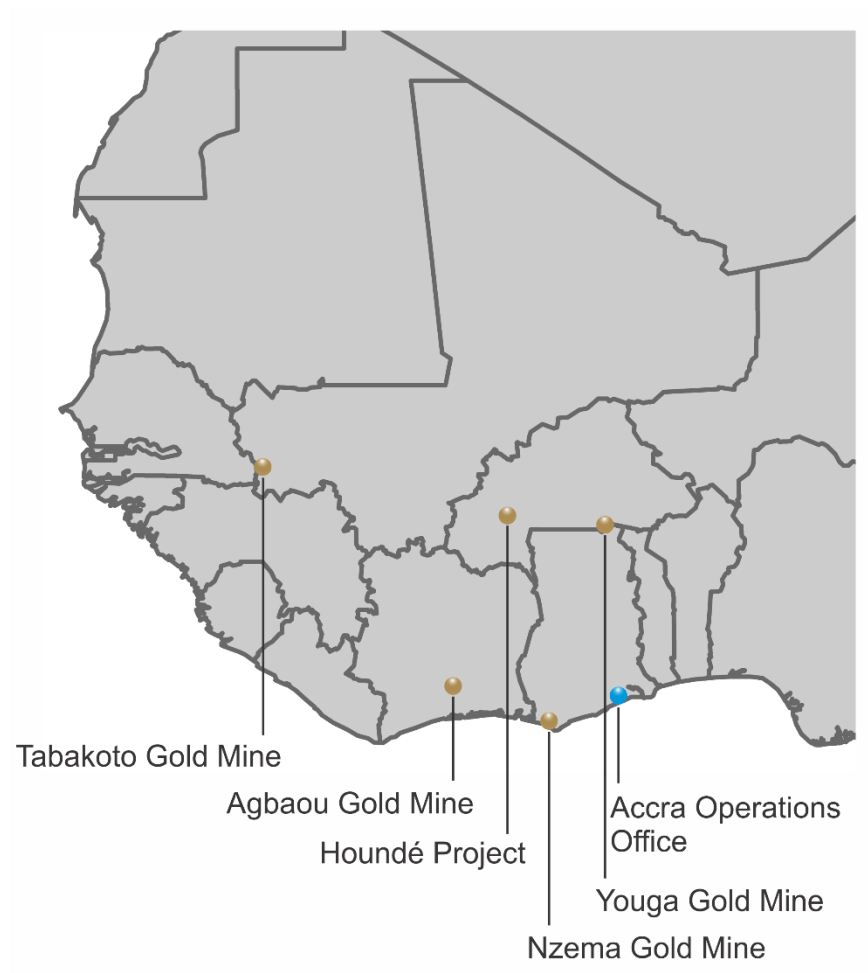 Tabakoto Gold Mine
Agbaou Gold Mine
Houndé Project
Accra Operations
Office
Youga Gold Mine
Nzema Gold Mine